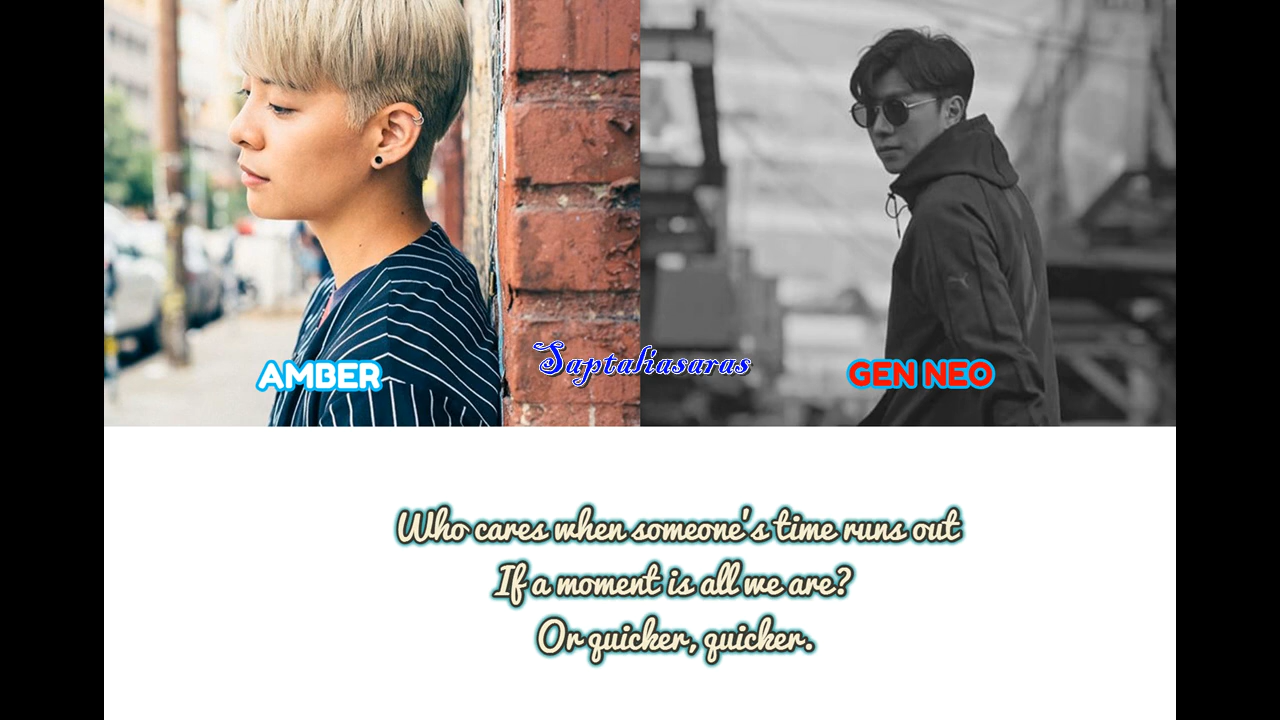 AMBER
Saptaliasaras
GEN NEO
Who cares when someone's time runs out
If a moment is all we are?
Or quicker, quicker.